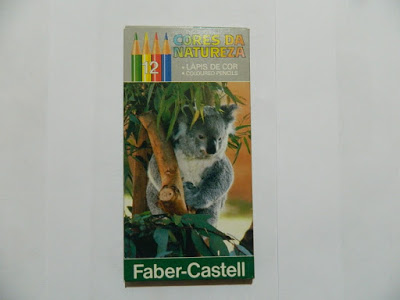 CORES DA
NATUREZA
12
• LÁPIS DE COR
• COLOURED PENCILS
Faber-Castell